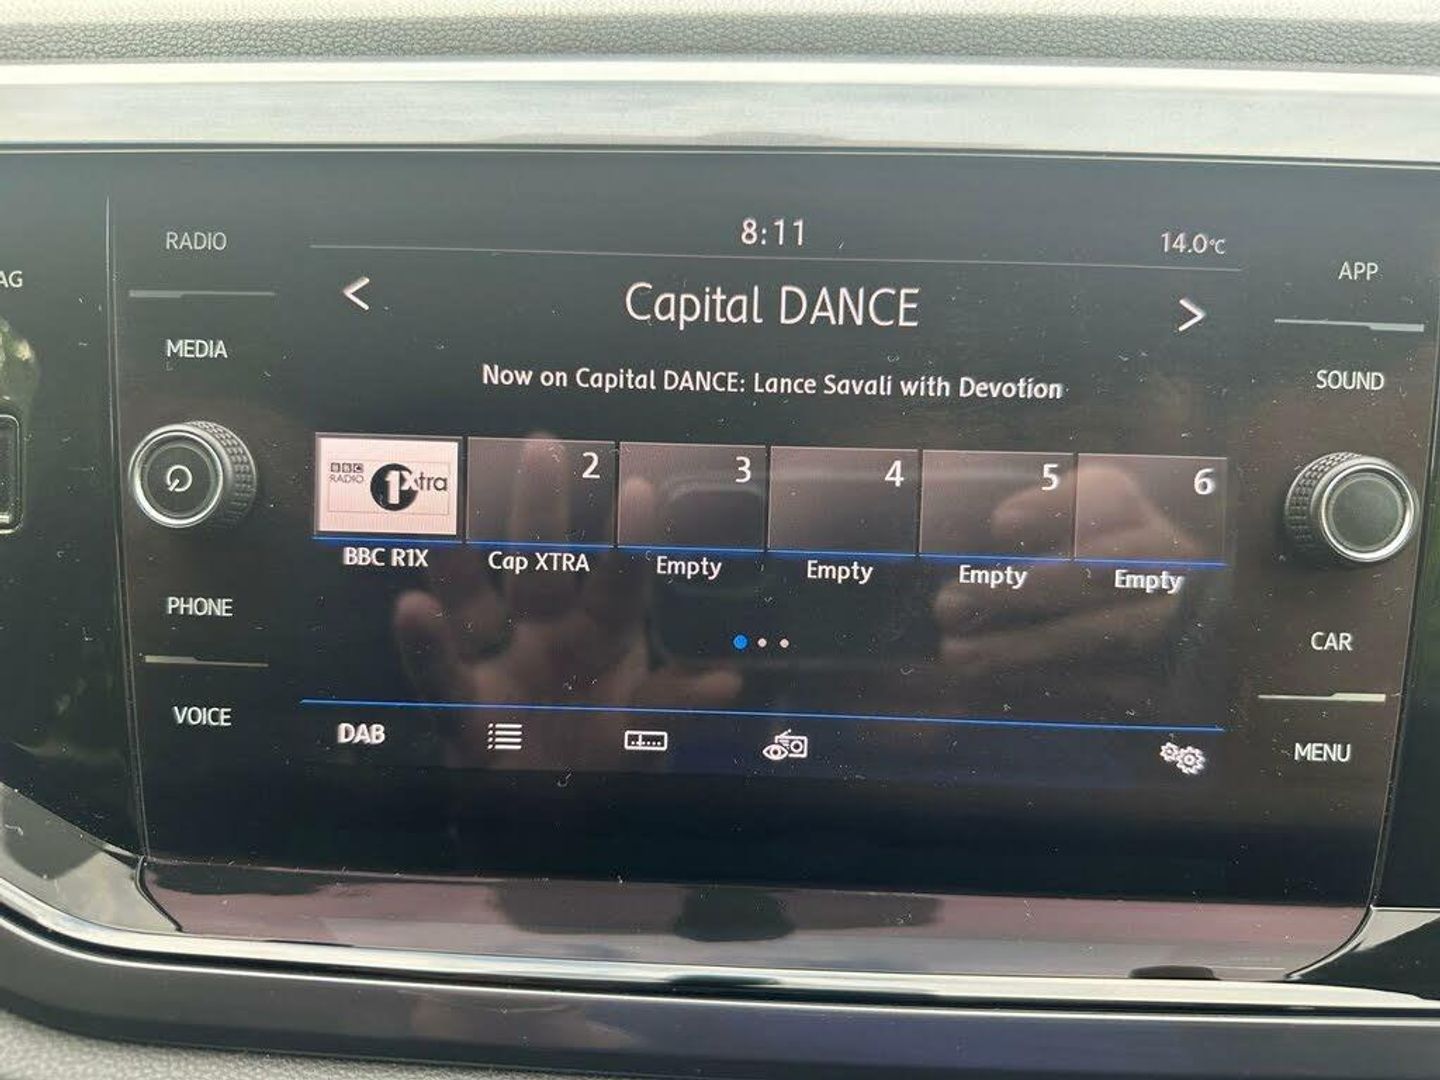 8:11
14.0°C
RADIO
AG
MEDIA
PHONE
VOICE
<
Capital DANCE
>
Now on Capital DANCE: Lance Savali with Devotion
BBC
RADIO
1Xtra
2
3
4
5
6
BBC R1X
Cap XTRA
Empty
Empty
Empty
Empty
DAB
APP
SOUND
CAR
MENU